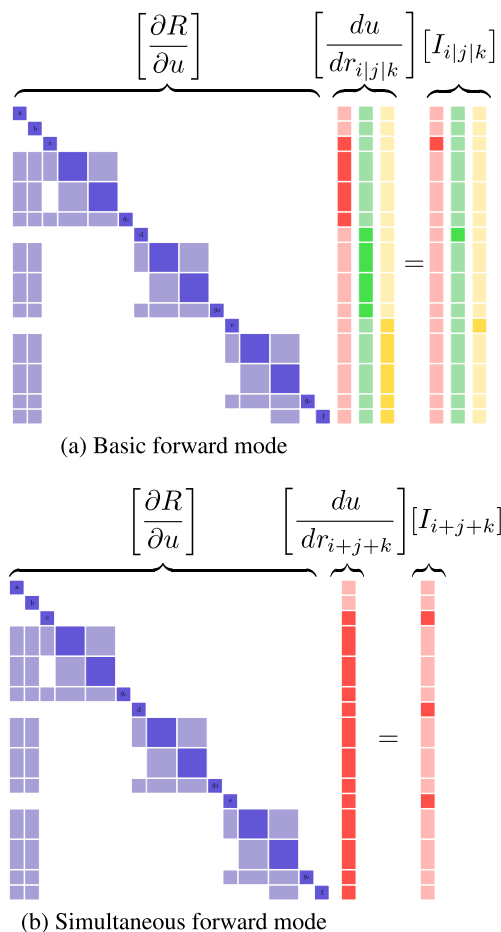 [∂R/∂u] [du/dr_{i|j|k}] [I_{i|j|k}]
a
b
c
d
=
e
f
(a) Basic forward mode
[∂R/∂u] [du/dr_{i+j+k}] [I_{i+j+k}]
a
b
c
d
=
e
f
(b) Simultaneous forward mode